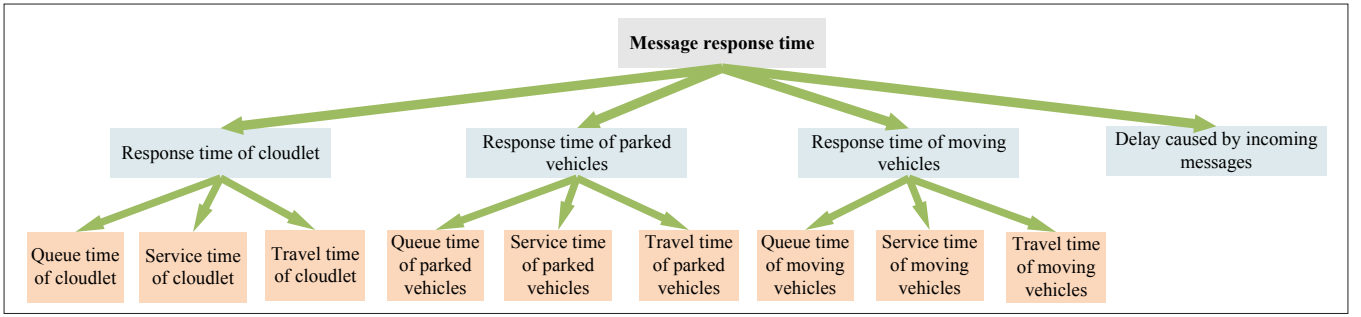 Message response time
Response time of cloudlet
Response time of parked
vehicles
Response time of moving
vehicles
Delay caused by incoming
messages
Queue time
of cloudlet
Service time
of cloudlet
Travel time
of cloudlet
Queue time
of parked
vehicles
Service time
of parked
vehicles
Travel time
of parked
vehicles
Queue time
of moving
vehicles
Service time
of moving
vehicles
Travel time
of moving
vehicles